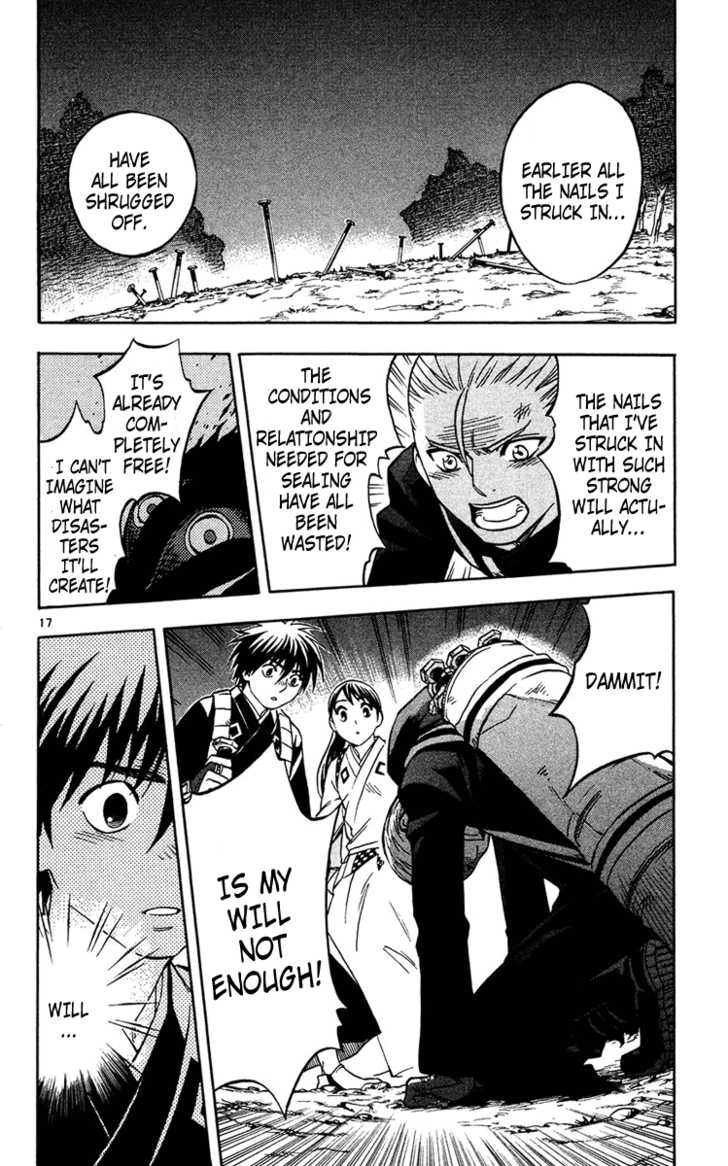 EARLIER ALL
THE NAILS I
STRUCK IN...
HAVE
ALL BEEN
SHRUGGED
OFF.
THE NAILS
THAT I'VE
STRUCK IN
WITH SUCH
STRONG
WILL ACTU-
ALLY...
THE
CONDITIONS
AND
RELATIONSHIP
NEEDED FOR
SEALING
HAVE ALL
BEEN
WASTED!
IT'S
ALREADY
COM-
PLETELY
FREE!
I CAN'T
IMAGINE
WHAT
DISAS-
TERS
IT'LL
CREATE!
17
DAMMIT!
IS MY
WILL
NOT
ENOUGH!
WILL
...